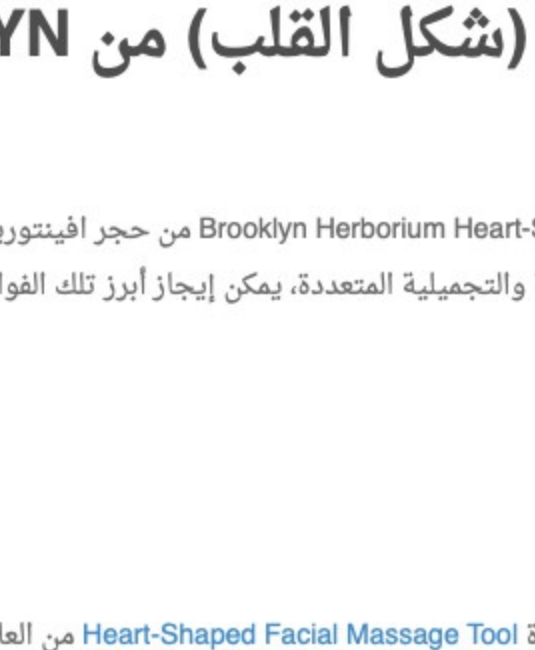 (شكل القلب) من YN
Brooklyn Herborium Heart-S من حجر افينتوري
والتجميلية المتعددة، يمكن إيجاز أبرز تلك الفوا
ة Heart-Shaped Facial Massage Tool من العا